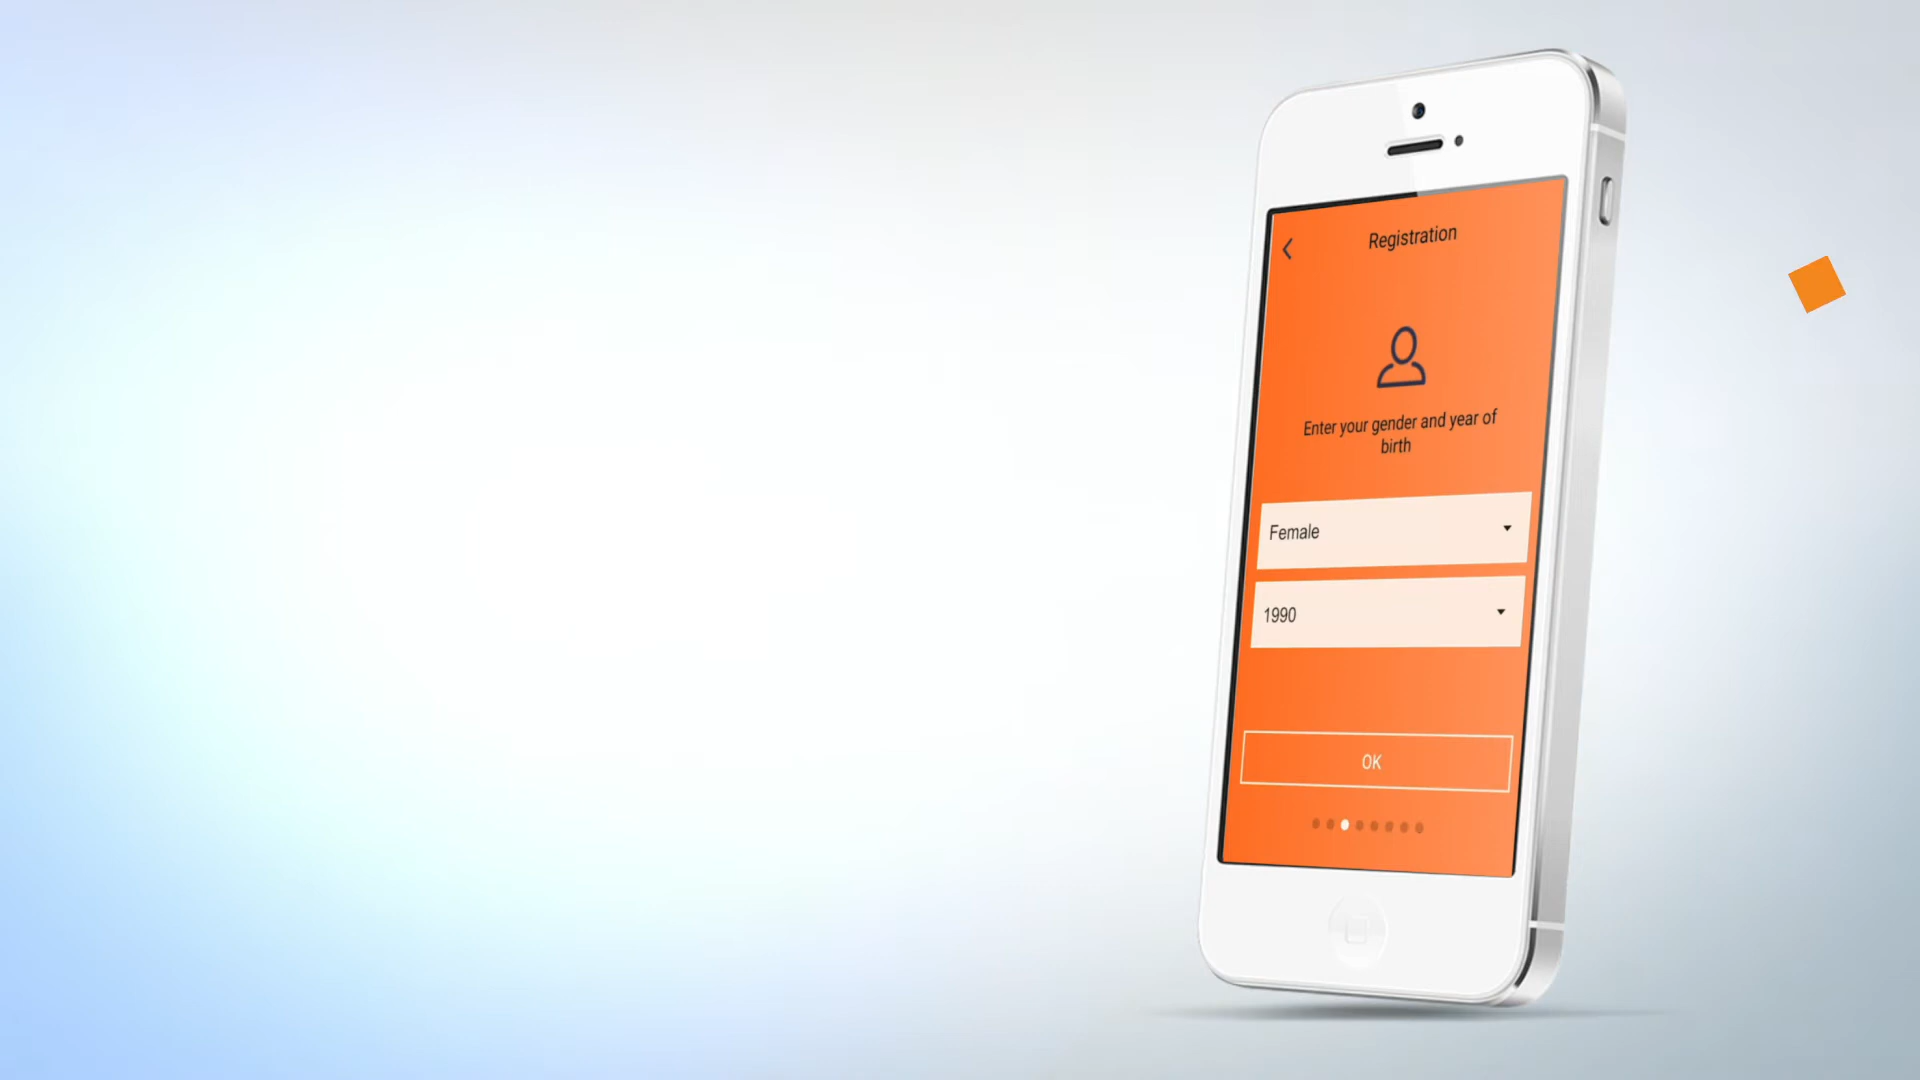 Registration
Enter your gender and year of
birth
Female
1990
OK